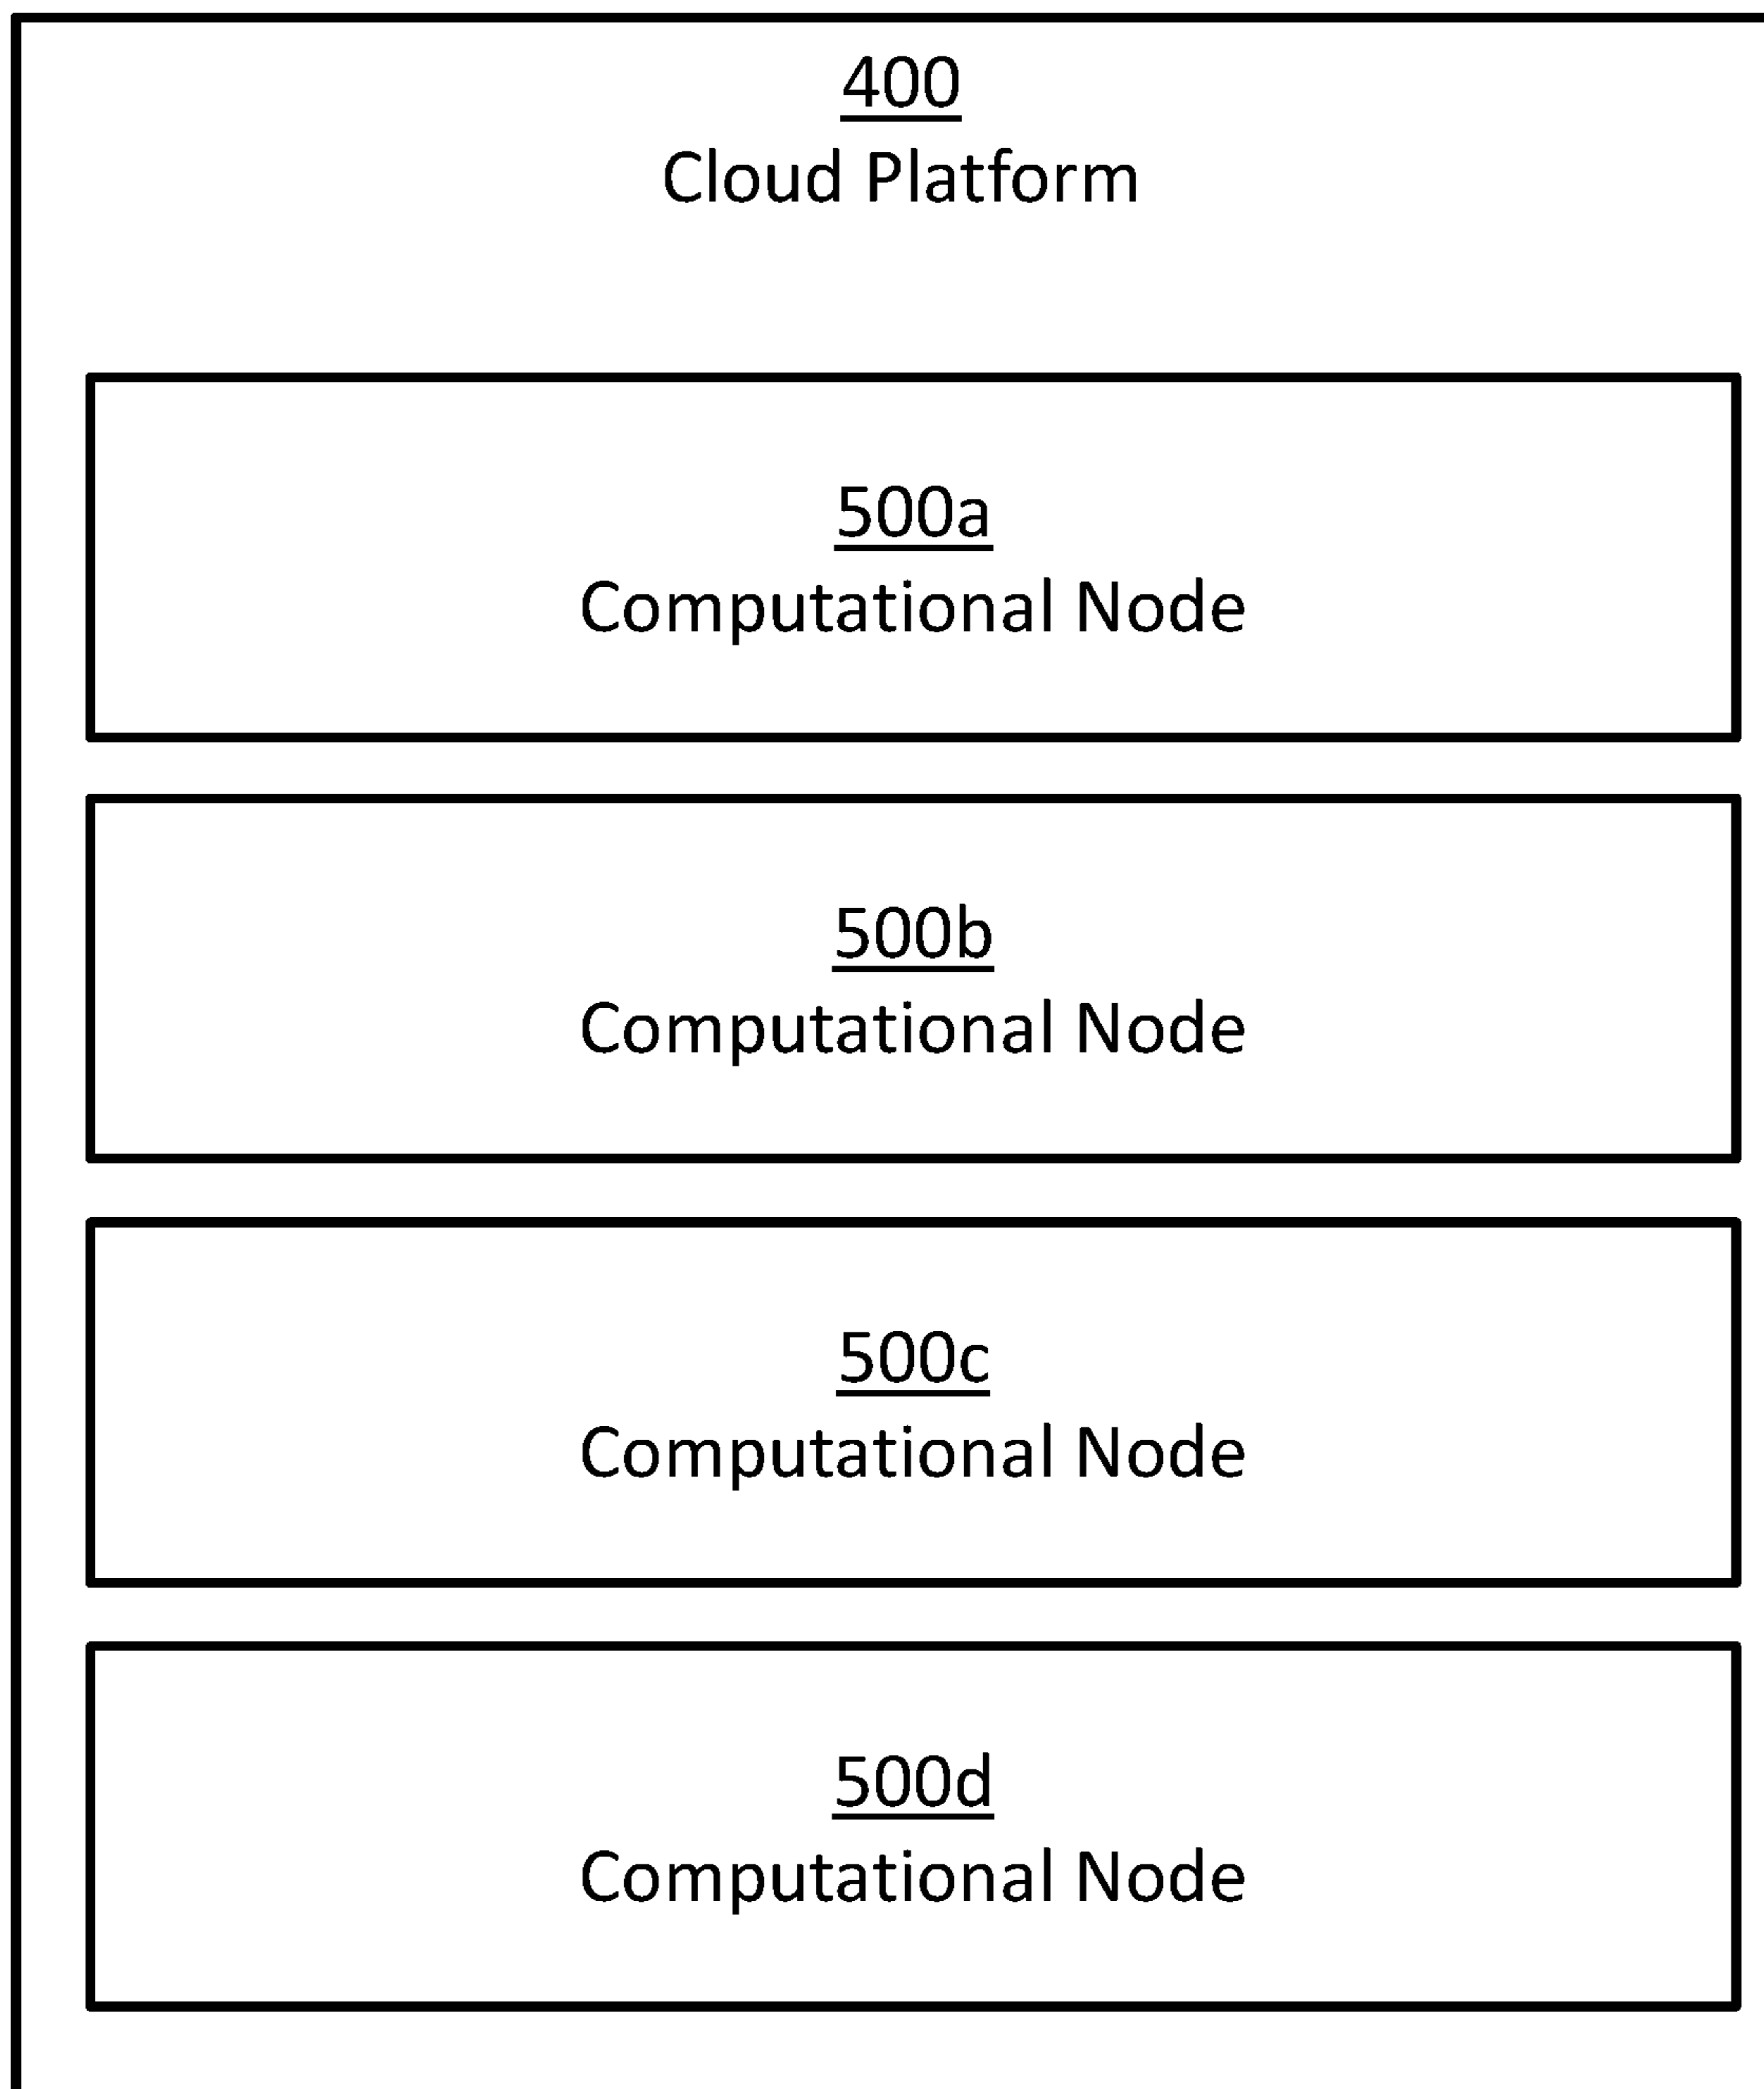 400
Cloud Platform
500a
Computational Node
500b
Computational Node
500c
Computational Node
500d
Computational Node